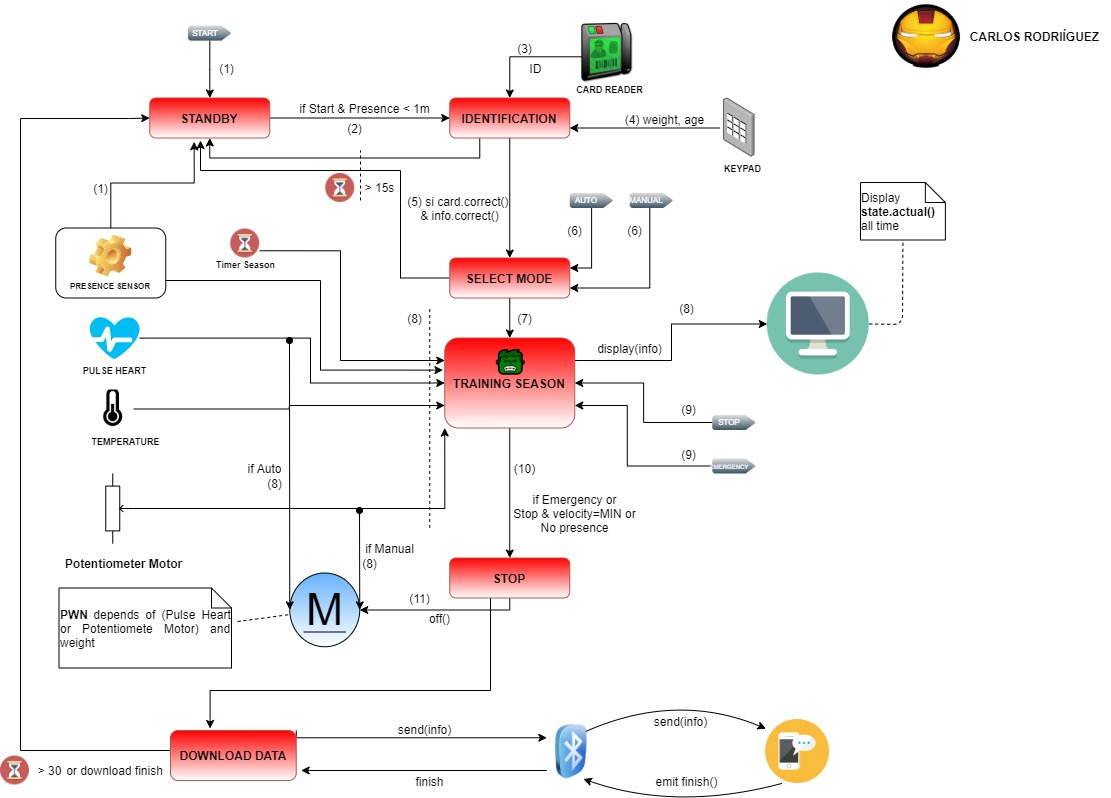 START
CARLOS RODRIÍGUEZ
(3)
ID
CARD READER
(1)
if Start & Presence < 1m
(2)
STANDBY
IDENTIFICATION
(4) weight, age
KEYPAD
(1)
> 15s
(5) si card.correct()
& info.correct()
AUTO
MANUAL
(6)
(6)
Display
state.actual()
all time
Timer Season
PRESENCE SENSOR
SELECT MODE
(8)
(7)
(8)
display(info)
PULSE HEART
TRAINING SEASON
(9)
STOP
TEMPERATURE
(9)
EMERGENCY
if Auto
(8)
(10)
if Emergency or
Stop & velocity=MIN or
No presence
Potentiometer Motor
if Manual
(8)
STOP
PWN depends of (Pulse Heart
or Potentiomete Motor) and
weight
M
(11)
off()
DOWNLOAD DATA
send(info)
send(info)
> 30 or download finish
finish
emit finish()